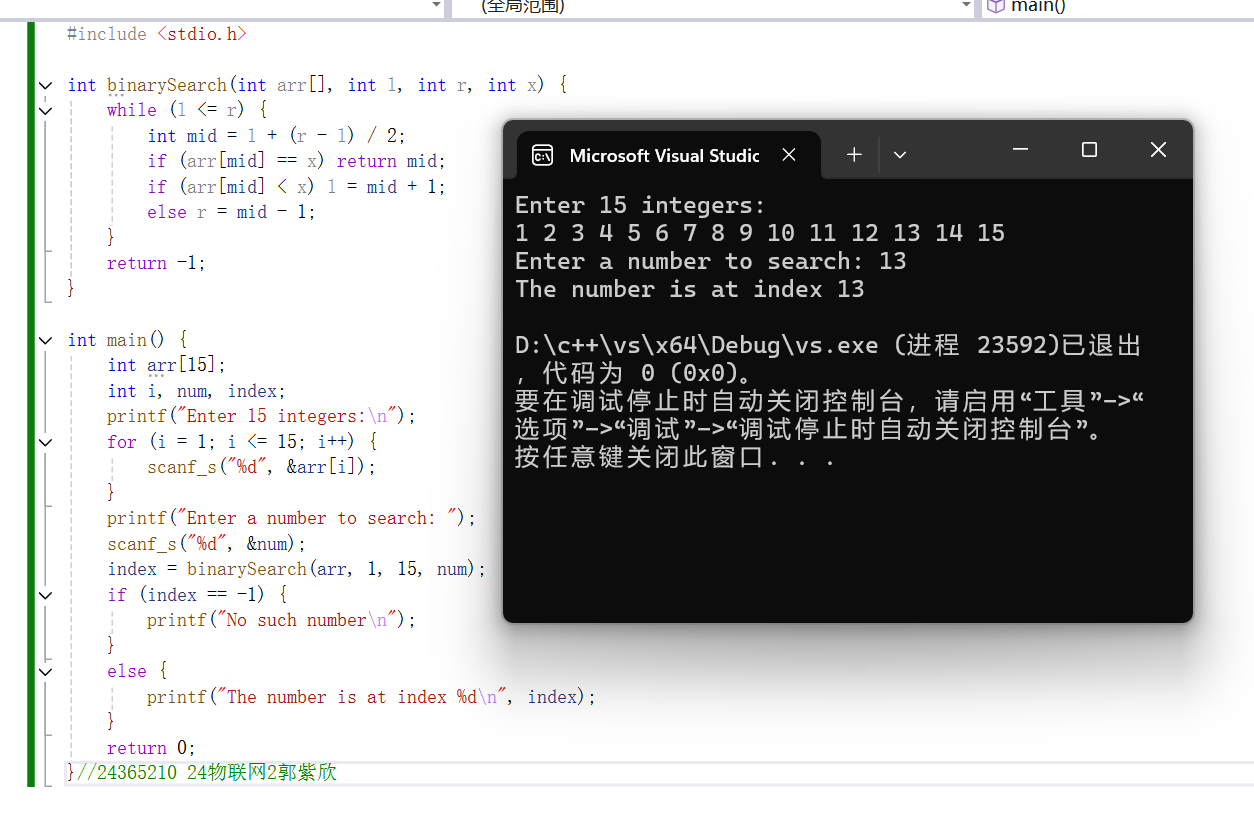 (全局范围)
main()
#include <stdio.h>
int binarySearch(int arr[], int l, int r, int x) {
while (l <= r) {
int mid = l + (r - l) / 2;
if (arr[mid] == x) return mid;
if (arr[mid] < x) l = mid + 1;
else r = mid - 1;
}
return -1;
}
int main() {
int arr[15];
int i, num, index;
printf("Enter 15 integers:\n");
for (i = 1; i <= 15; i++) {
scanf_s("%d", &arr[i]);
}
printf("Enter a number to search: ");
scanf_s("%d", &num);
index = binarySearch(arr, 1, 15, num);
if (index == -1) {
printf("No such number\n");
}
else {
printf("The number is at index %d\n", index);
}
return 0;
}//24365210 24物联网2郭紫欣
Microsoft Visual Studic
Enter 15 integers:
1 2 3 4 5 6 7 8 9 10 11 12 13 14 15
Enter a number to search: 13
The number is at index 13
D:\c++\vs\x64\Debug\vs.exe (进程 23592)已退出
，代码为 0 (0x0)。
要在调试停止时自动关闭控制台，请启用“工具”->“
选项”->“调试”->“调试停止时自动关闭控制台”。
按任意键关闭此窗口. . .